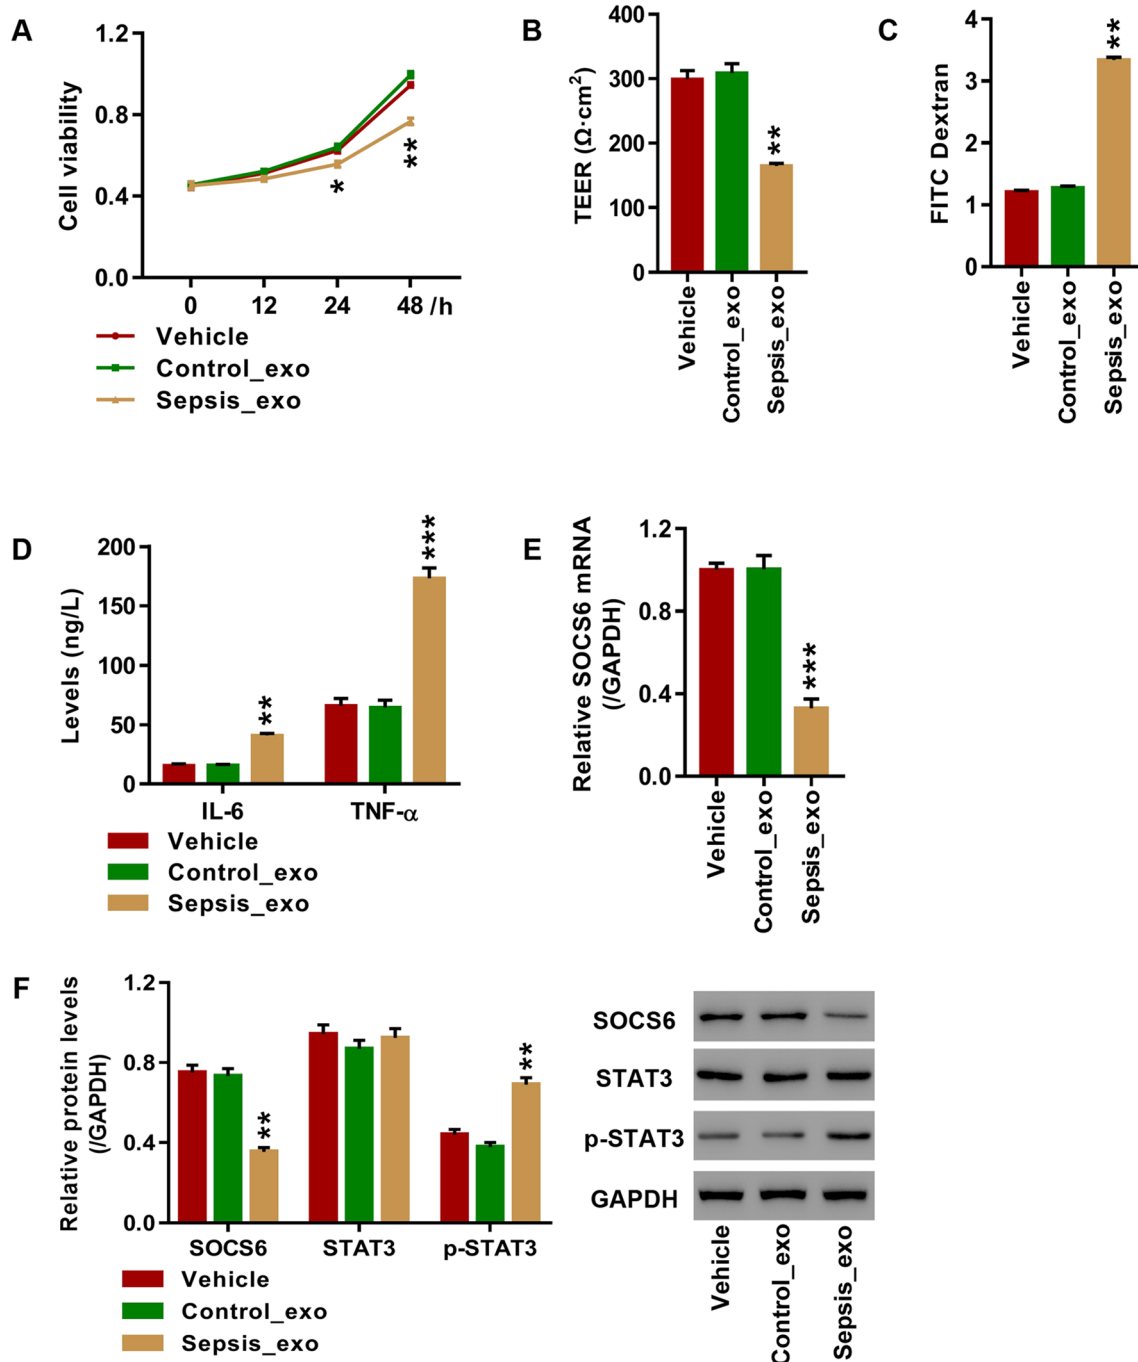 A
Cell viability
1.2
0.8
0.4
0.0
*
**
0 12 24 48 /h
Vehicle
Control_exo
Sepsis_exo
B
TEER (Ω·cm²)
400
300
200
100
0
**
Vehicle
Control_exo
Sepsis_exo
C
FITC Dextran
4
3
2
1
0
**
Vehicle
Control_exo
Sepsis_exo
D
Levels (ng/L)
200
150
100
50
0
**
***
IL-6 TNF-α
Vehicle
Control_exo
Sepsis_exo
E
Relative SOCS6 mRNA
(/GAPDH)
1.2
0.8
0.4
0.0
***
Vehicle
Control_exo
Sepsis_exo
F
Relative protein levels
(/GAPDH)
1.2
0.8
0.4
0.0
**
**
SOCS6 STAT3 p-STAT3
Vehicle
Control_exo
Sepsis_exo
SOCS6
STAT3
p-STAT3
GAPDH
Vehicle
Control_exo
Sepsis_exo